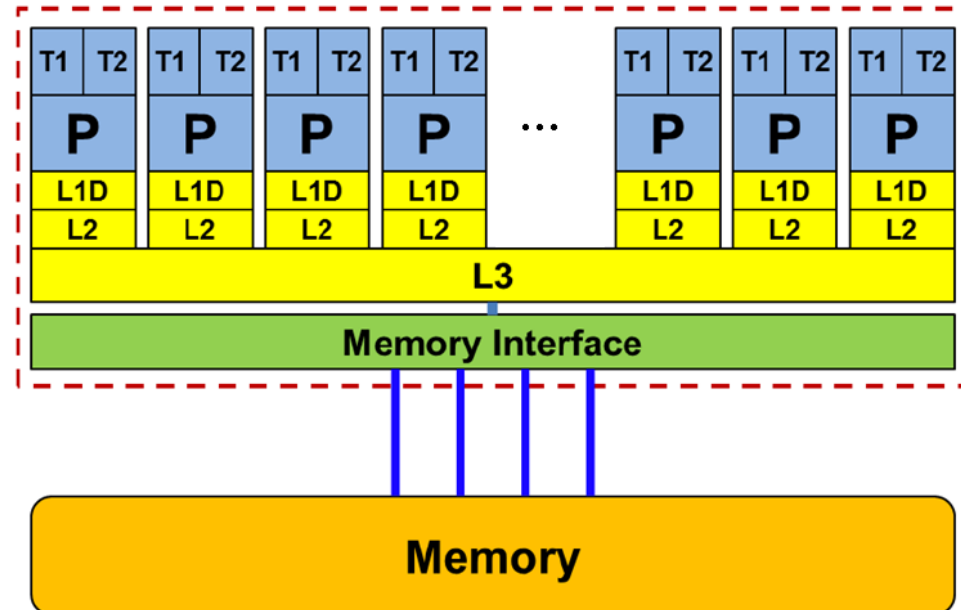 T1 T2 T1 T2 T1 T2 T1 T2 T1 T2 T1 T2 T1 T2
P P P P ... P P P
L1D L1D L1D L1D L1D L1D L1D
L2 L2 L2 L2 L2 L2 L2
L3
Memory Interface
Memory